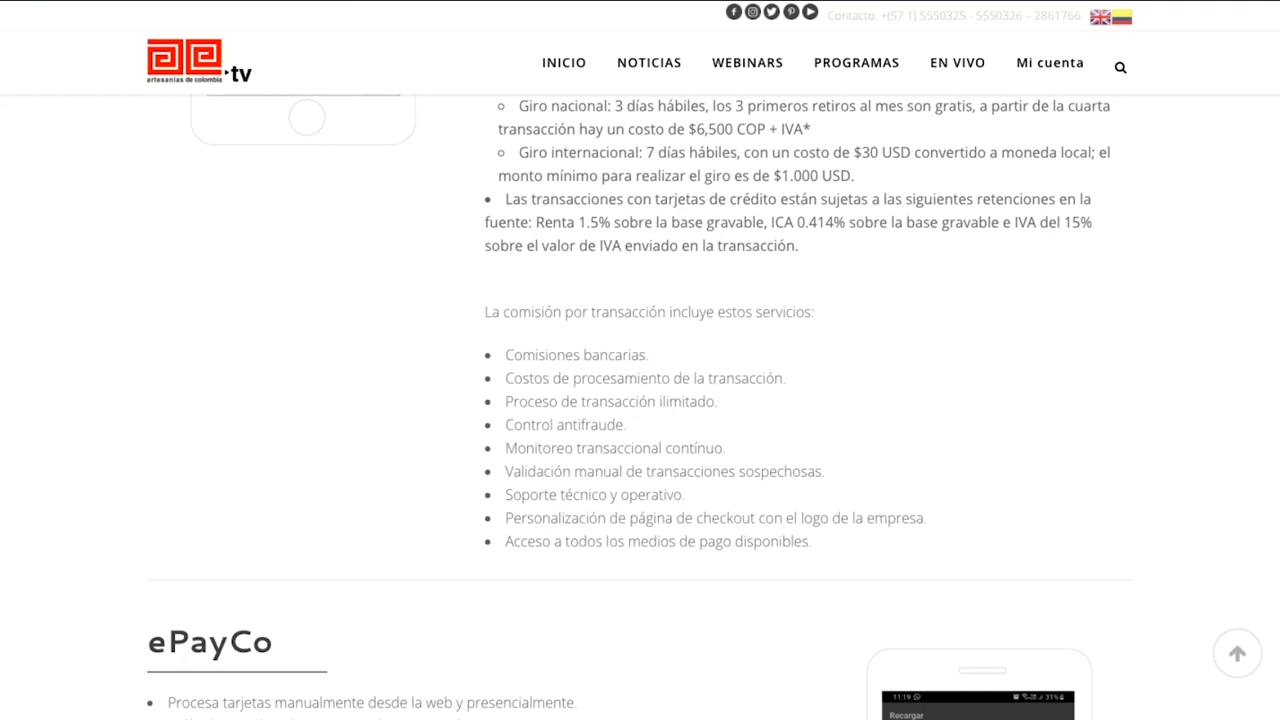 Contacto: +(57 1) 5550325 - 5550326 – 2861766
artesanías de colombia
tv
INICIO NOTICIAS WEBINARS PROGRAMAS EN VIVO Mi cuenta
Giro nacional: 3 días hábiles, los 3 primeros retiros al mes son gratis, a partir de la cuarta
transacción hay un costo de $6,500 COP + IVA*
Giro internacional: 7 días hábiles, con un costo de $30 USD convertido a moneda local; el
monto mínimo para realizar el giro es de $1.000 USD.
Las transacciones con tarjetas de crédito están sujetas a las siguientes retenciones en la
fuente: Renta 1.5% sobre la base gravable, ICA 0.414% sobre la base gravable e IVA del 15%
sobre el valor de IVA enviado en la transacción.
La comisión por transacción incluye estos servicios:
Comisiones bancarias.
Costos de procesamiento de la transacción.
Proceso de transacción ilimitado.
Control antifraude.
Monitoreo transaccional contínuo.
Validación manual de transacciones sospechosas.
Soporte técnico y operativo.
Personalización de página de checkout con el logo de la empresa.
Acceso a todos los medios de pago disponibles.
ePayCo
Procesa tarjetas manualmente desde la web y presencialmente.
11:19
31%
Recargar